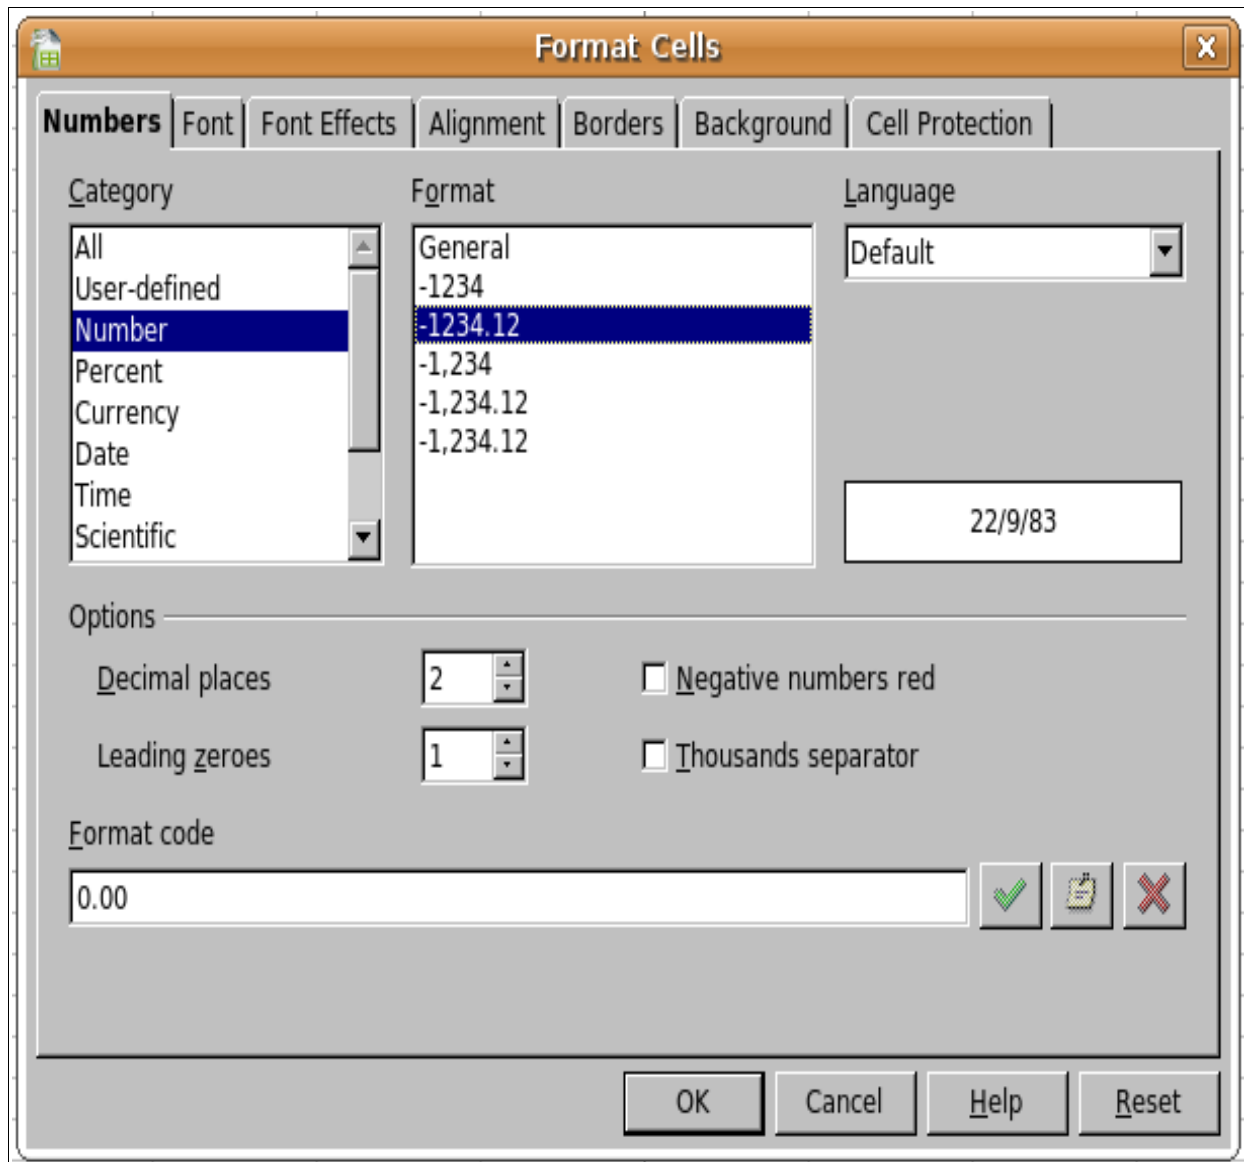 Format Cells
Numbers Font Font Effects Alignment Borders Background Cell Protection
Category
All
User-defined
Number
Percent
Currency
Date
Time
Scientific
Format
General
-1234
-1234.12
-1,234
-1,234.12
-1,234.12
Language
Default
22/9/83
Options
Decimal places 2
Negative numbers red
Leading zeroes 1
Thousands separator
Format code
0.00
OK Cancel Help Reset